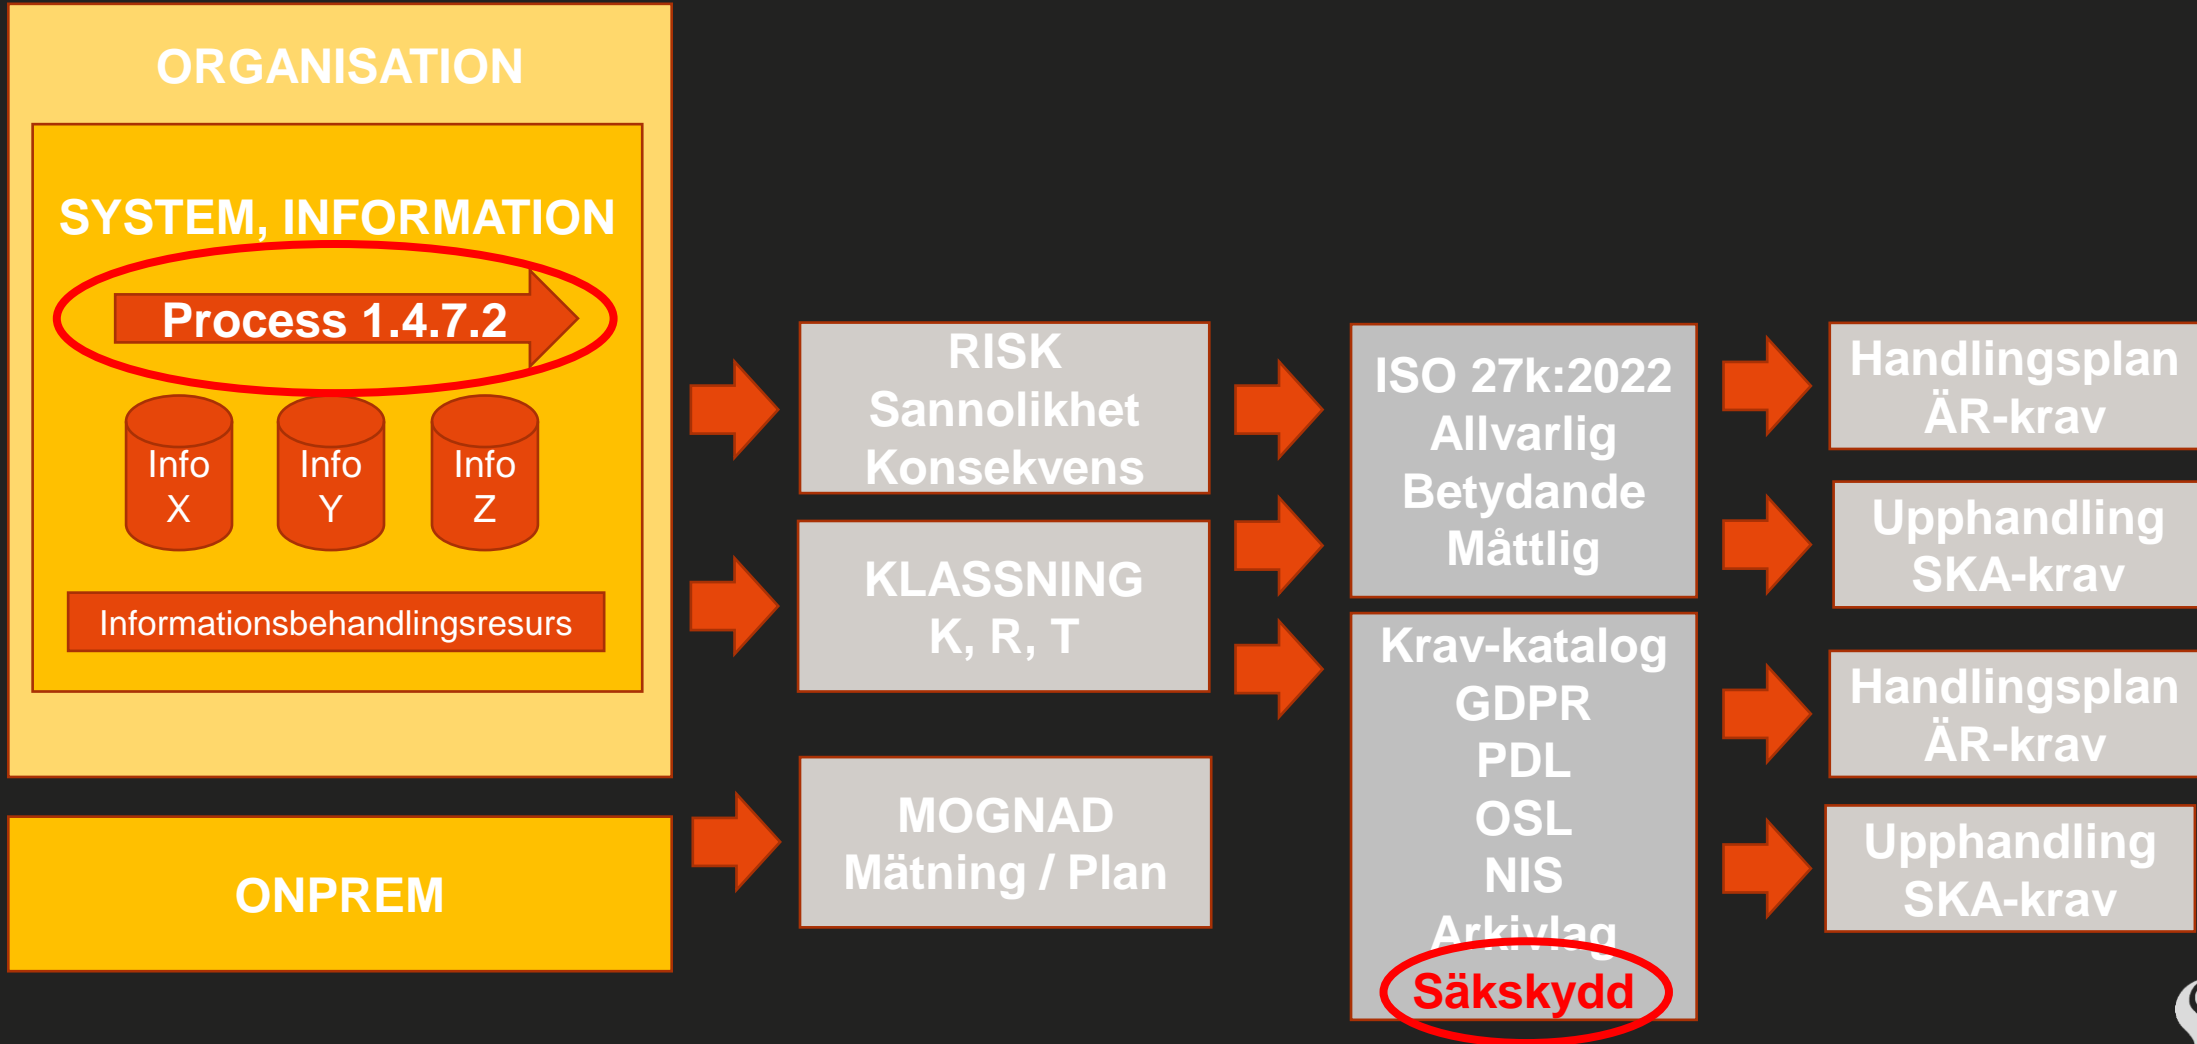 ORGANISATION
SYSTEM, INFORMATION
Process 1.4.7.2
Info
X
Info
Y
Info
Z
Informationsbehandlingsresurs
ONPREM
RISK
Sannolikhet
Konsekvens
KLASSNING
K, R, T
MOGNAD
Mätning / Plan
ISO 27k:2022
Allvarlig
Betydande
Måttlig
Krav-katalog
GDPR
PDL
OSL
NIS
Arkivlag
Säkskydd
Handlingsplan
ÄR-krav
Upphandling
SKA-krav
Handlingsplan
ÄR-krav
Upphandling
SKA-krav